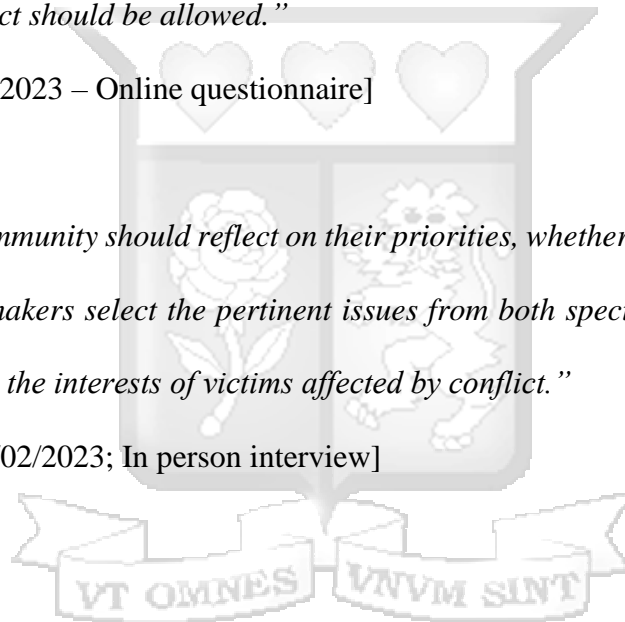 ct should be allowed.”
2023 – Online questionnaire]
mmunity should reflect on their priorities, whether
makers select the pertinent issues from both spect
the interests of victims affected by conflict.”
/02/2023; In person interview]
VT OMNES VNVM SINT